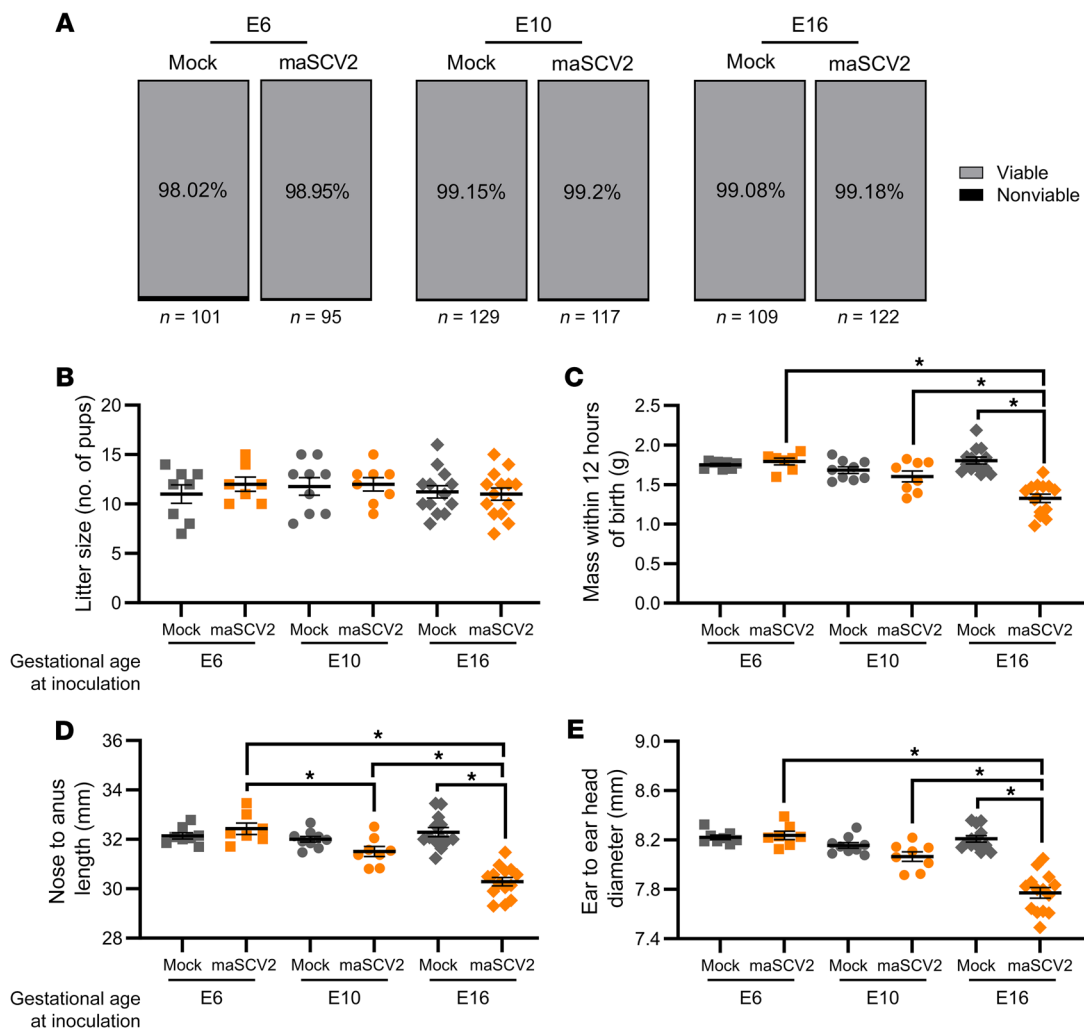 A
E6
E10
E16
Mock maSCV2 Mock maSCV2 Mock maSCV2
98.02% 98.95% 99.15% 99.2% 99.08% 99.18%
Viable
Nonviable
n = 101 n = 95 n = 129 n = 117 n = 109 n = 122
B
Litter size (no. of pups)
20
15
10
5
0
Mock maSCV2 Mock maSCV2 Mock maSCV2
E6 E10 E16
Gestational age
at inoculation
C
Mass within 12 hours
of birth (g)
2.5
2.0
1.5
1.0
0.5
0.0
* 
*
*
Mock maSCV2 Mock maSCV2 Mock maSCV2
E6 E10 E16
D
Nose to anus
length (mm)
36
34
32
30
28
*
*
*
*
Mock maSCV2 Mock maSCV2 Mock maSCV2
E6 E10 E16
Gestational age
at inoculation
E
Ear to ear head
diameter (mm)
9.0
8.6
8.2
7.8
7.4
*
*
*
Mock maSCV2 Mock maSCV2 Mock maSCV2
E6 E10 E16